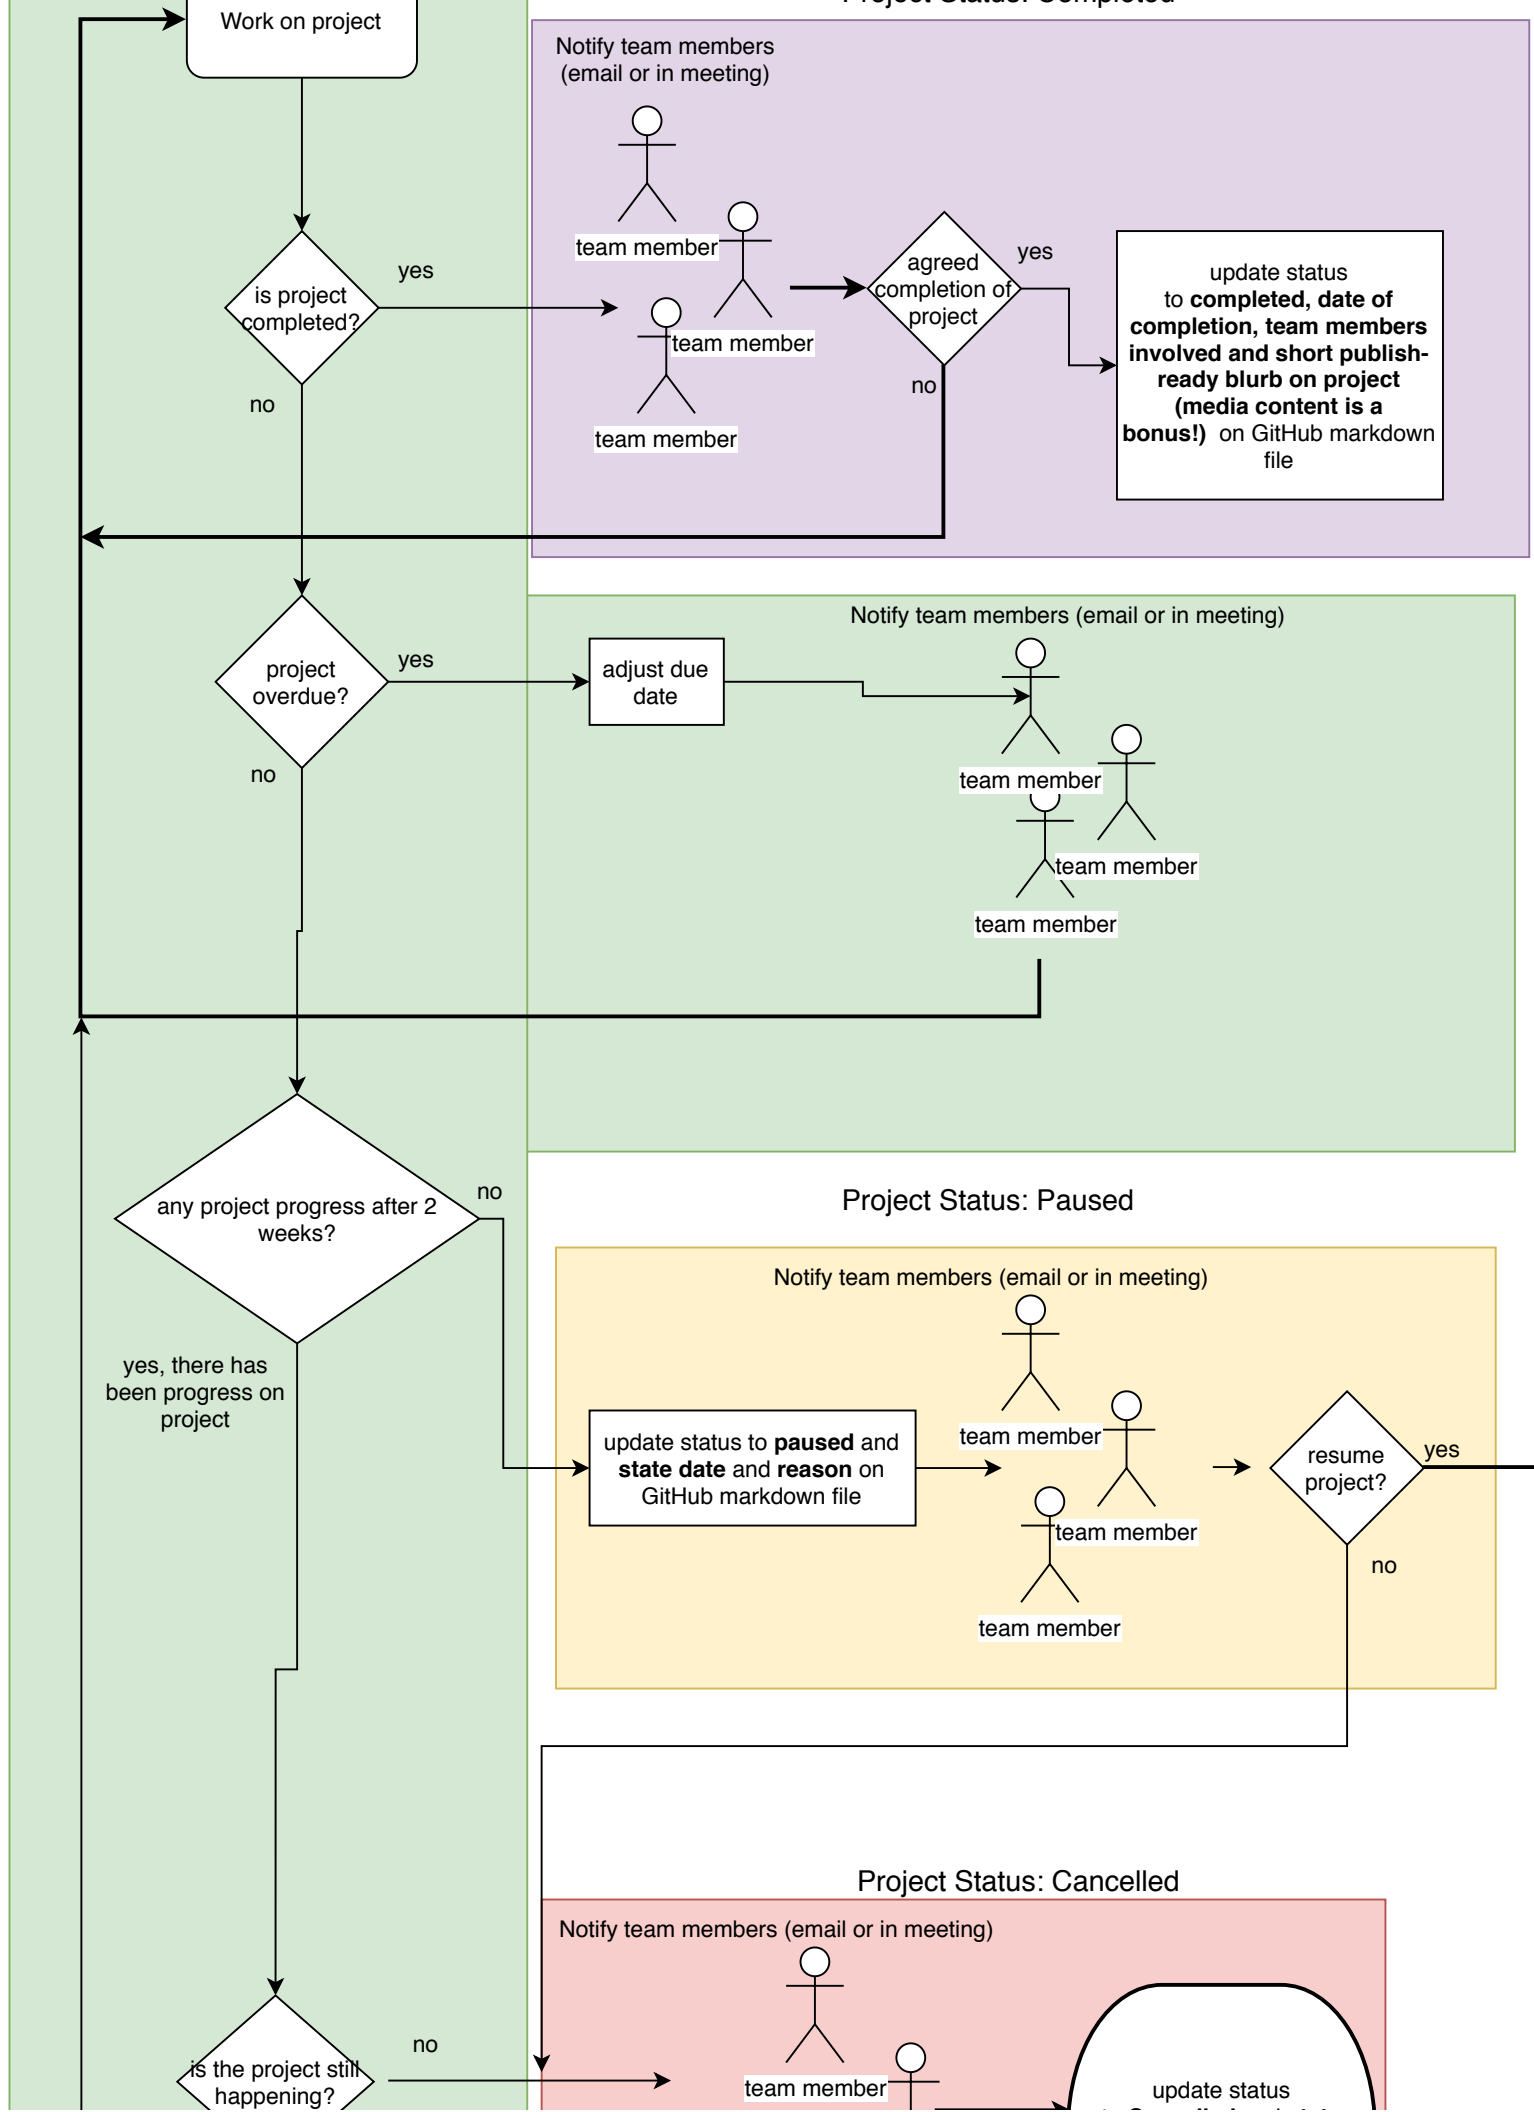 Project Status: Completed
Work on project
Notify team members
(email or in meeting)
team member
team member
team member
is project
completed?
yes
no
agreed
completion of
project
yes
no
update status
to completed, date of
completion, team members
involved and short publish-
ready blurb on project
(media content is a
bonus!) on GitHub markdown
file
Notify team members (email or in meeting)
project
overdue?
yes
no
adjust due
date
team member
team member
team member
any project progress after 2
weeks?
no
yes, there has
been progress on
project
Project Status: Paused
Notify team members (email or in meeting)
update status to paused and
state date and reason on
GitHub markdown file
team member
team member
team member
resume
project?
yes
no
Project Status: Cancelled
Notify team members (email or in meeting)
is the project still
happening?
no
team member
update status